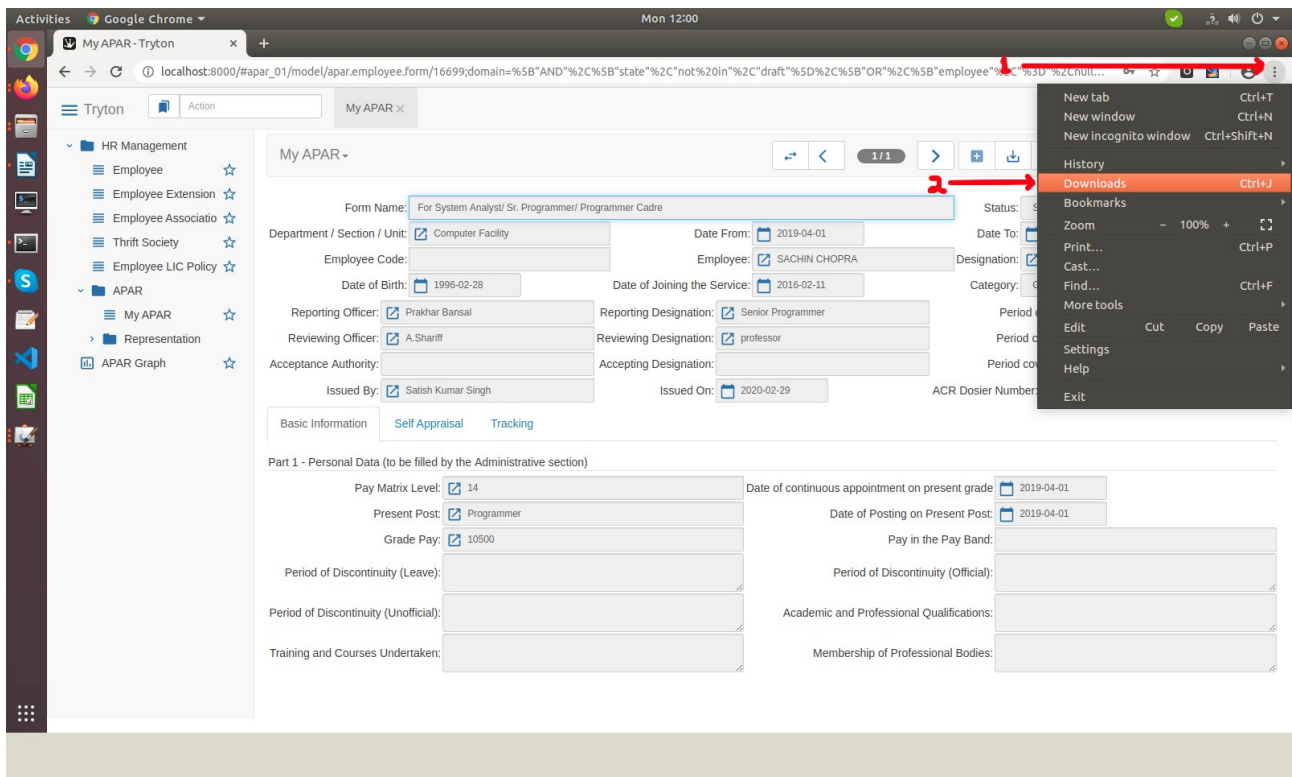 Activities Google Chrome Mon 12:00
My APAR - Tryton
localhost:8000/#apar_01/model/apar.employee.form/16699;domain=%5B"AND"%2C%5B"state"%2C"not%20in"%2C"draft"%5D%2C%5B"OR"%2C%5B"employee"%2C"%3D"%2Cnull...
1
Tryton Action My APAR
New tab Ctrl+T
New window Ctrl+N
New incognito window Ctrl+Shift+N
History
2
Downloads Ctrl+J
Bookmarks
Zoom - 100% +
Print... Ctrl+P
Cast...
Find... Ctrl+F
More tools
Edit Cut Copy Paste
Settings
Help
Exit
HR Management
Employee
Employee Extension
Employee Associatio
Thrift Society
Employee LIC Policy
APAR
My APAR
Representation
APAR Graph
My APAR 1/1
Form Name: For System Analyst/ Sr. Programmer/ Programmer Cadre Status:
Department / Section / Unit: Computer Facility Date From: 2019-04-01 Date To:
Employee Code: Employee: SACHIN CHOPRA Designation:
Date of Birth: 1996-02-28 Date of Joining the Service: 2016-02-11 Category:
Reporting Officer: Prakhar Bansal Reporting Designation: Senior Programmer Period
Reviewing Officer: A.Shariff Reviewing Designation: professor Period
Acceptance Authority: Accepting Designation: Period
Issued By: Satish Kumar Singh Issued On: 2020-02-29 ACR Dosier Number:
Basic Information Self Appraisal Tracking
Part 1 - Personal Data (to be filled by the Administrative section)
Pay Matrix Level: 14 Date of continuous appointment on present grade 2019-04-01
Present Post: Programmer Date of Posting on Present Post: 2019-04-01
Grade Pay: 10500 Pay in the Pay Band:
Period of Discontinuity (Leave): Period of Discontinuity (Official):
Period of Discontinuity (Unofficial): Academic and Professional Qualifications:
Training and Courses Undertaken: Membership of Professional Bodies: